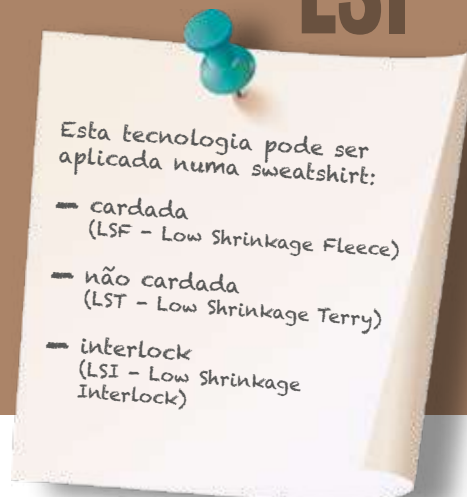 LSI
Esta tecnologia pode ser
aplicada numa sweatshirt:
— cardada
(LSF - Low Shrinkage Fleece)
— não cardada
(LST - Low Shrinkage Terry)
— interlock
(LSI - Low Shrinkage
Interlock)